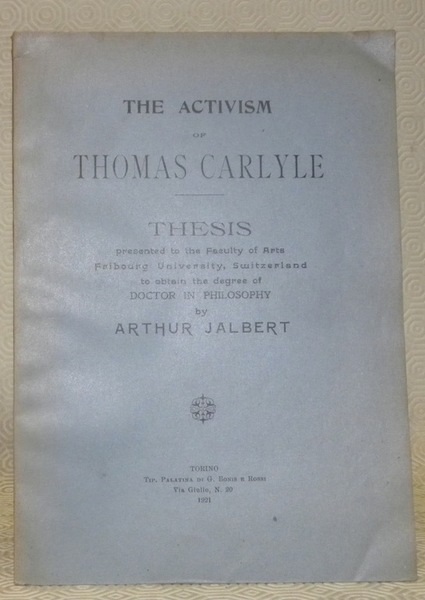 THE ACTIVISM
OF
THOMAS CARLYLE
THESIS
presented to the Faculty of Arts
Fribourg University, Switzerland
to obtain the degree of
DOCTOR IN PHILOSOPHY
by
ARTHUR JALBERT
TORINO
Tip. Palatina di G. Bonis e Rossi
Via Giulio, N. 20
1921